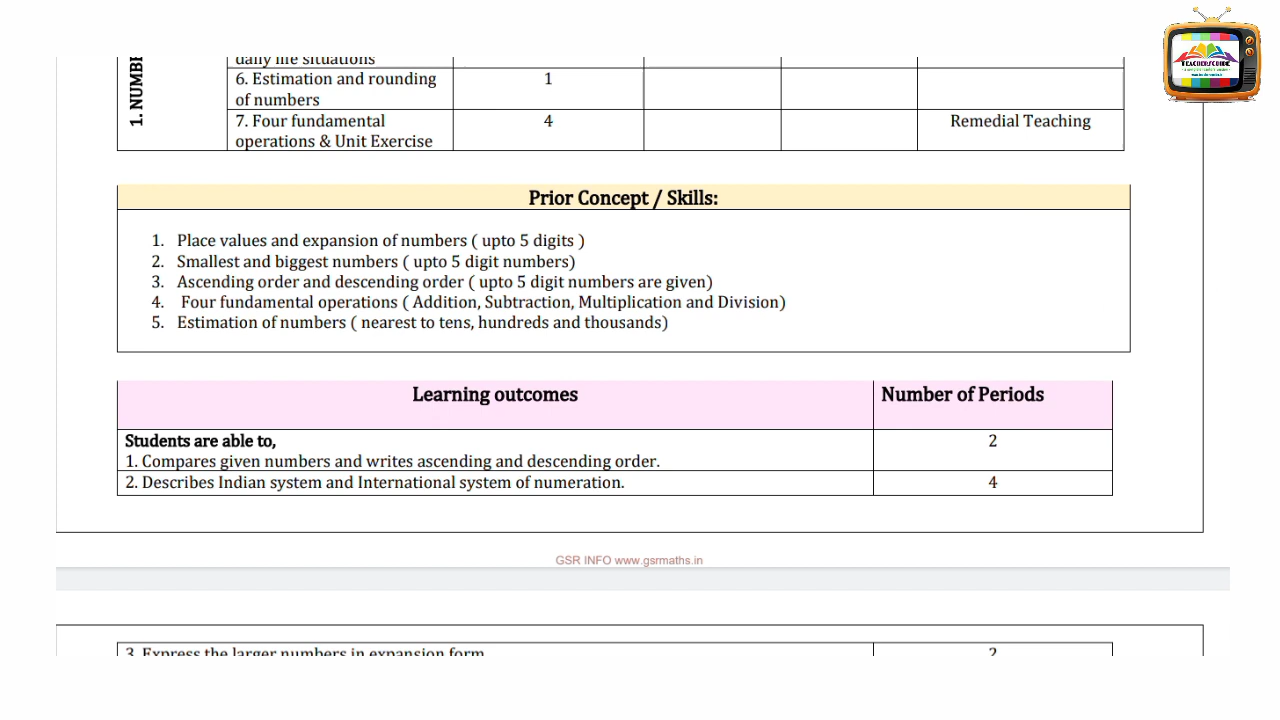 TEACHERSGUIDE
1. NUMBE
daily life situations
6. Estimation and rounding of numbers
1
7. Four fundamental operations & Unit Exercise
4
Remedial Teaching
Prior Concept / Skills:
1. Place values and expansion of numbers ( upto 5 digits )
2. Smallest and biggest numbers ( upto 5 digit numbers)
3. Ascending order and descending order ( upto 5 digit numbers are given)
4. Four fundamental operations ( Addition, Subtraction, Multiplication and Division)
5. Estimation of numbers ( nearest to tens, hundreds and thousands)
Learning outcomes
Number of Periods
Students are able to,
2
1. Compares given numbers and writes ascending and descending order.
2. Describes Indian system and International system of numeration.
4
GSR INFO www.gsrmaths.in
3. Express the larger numbers in expansion form
2